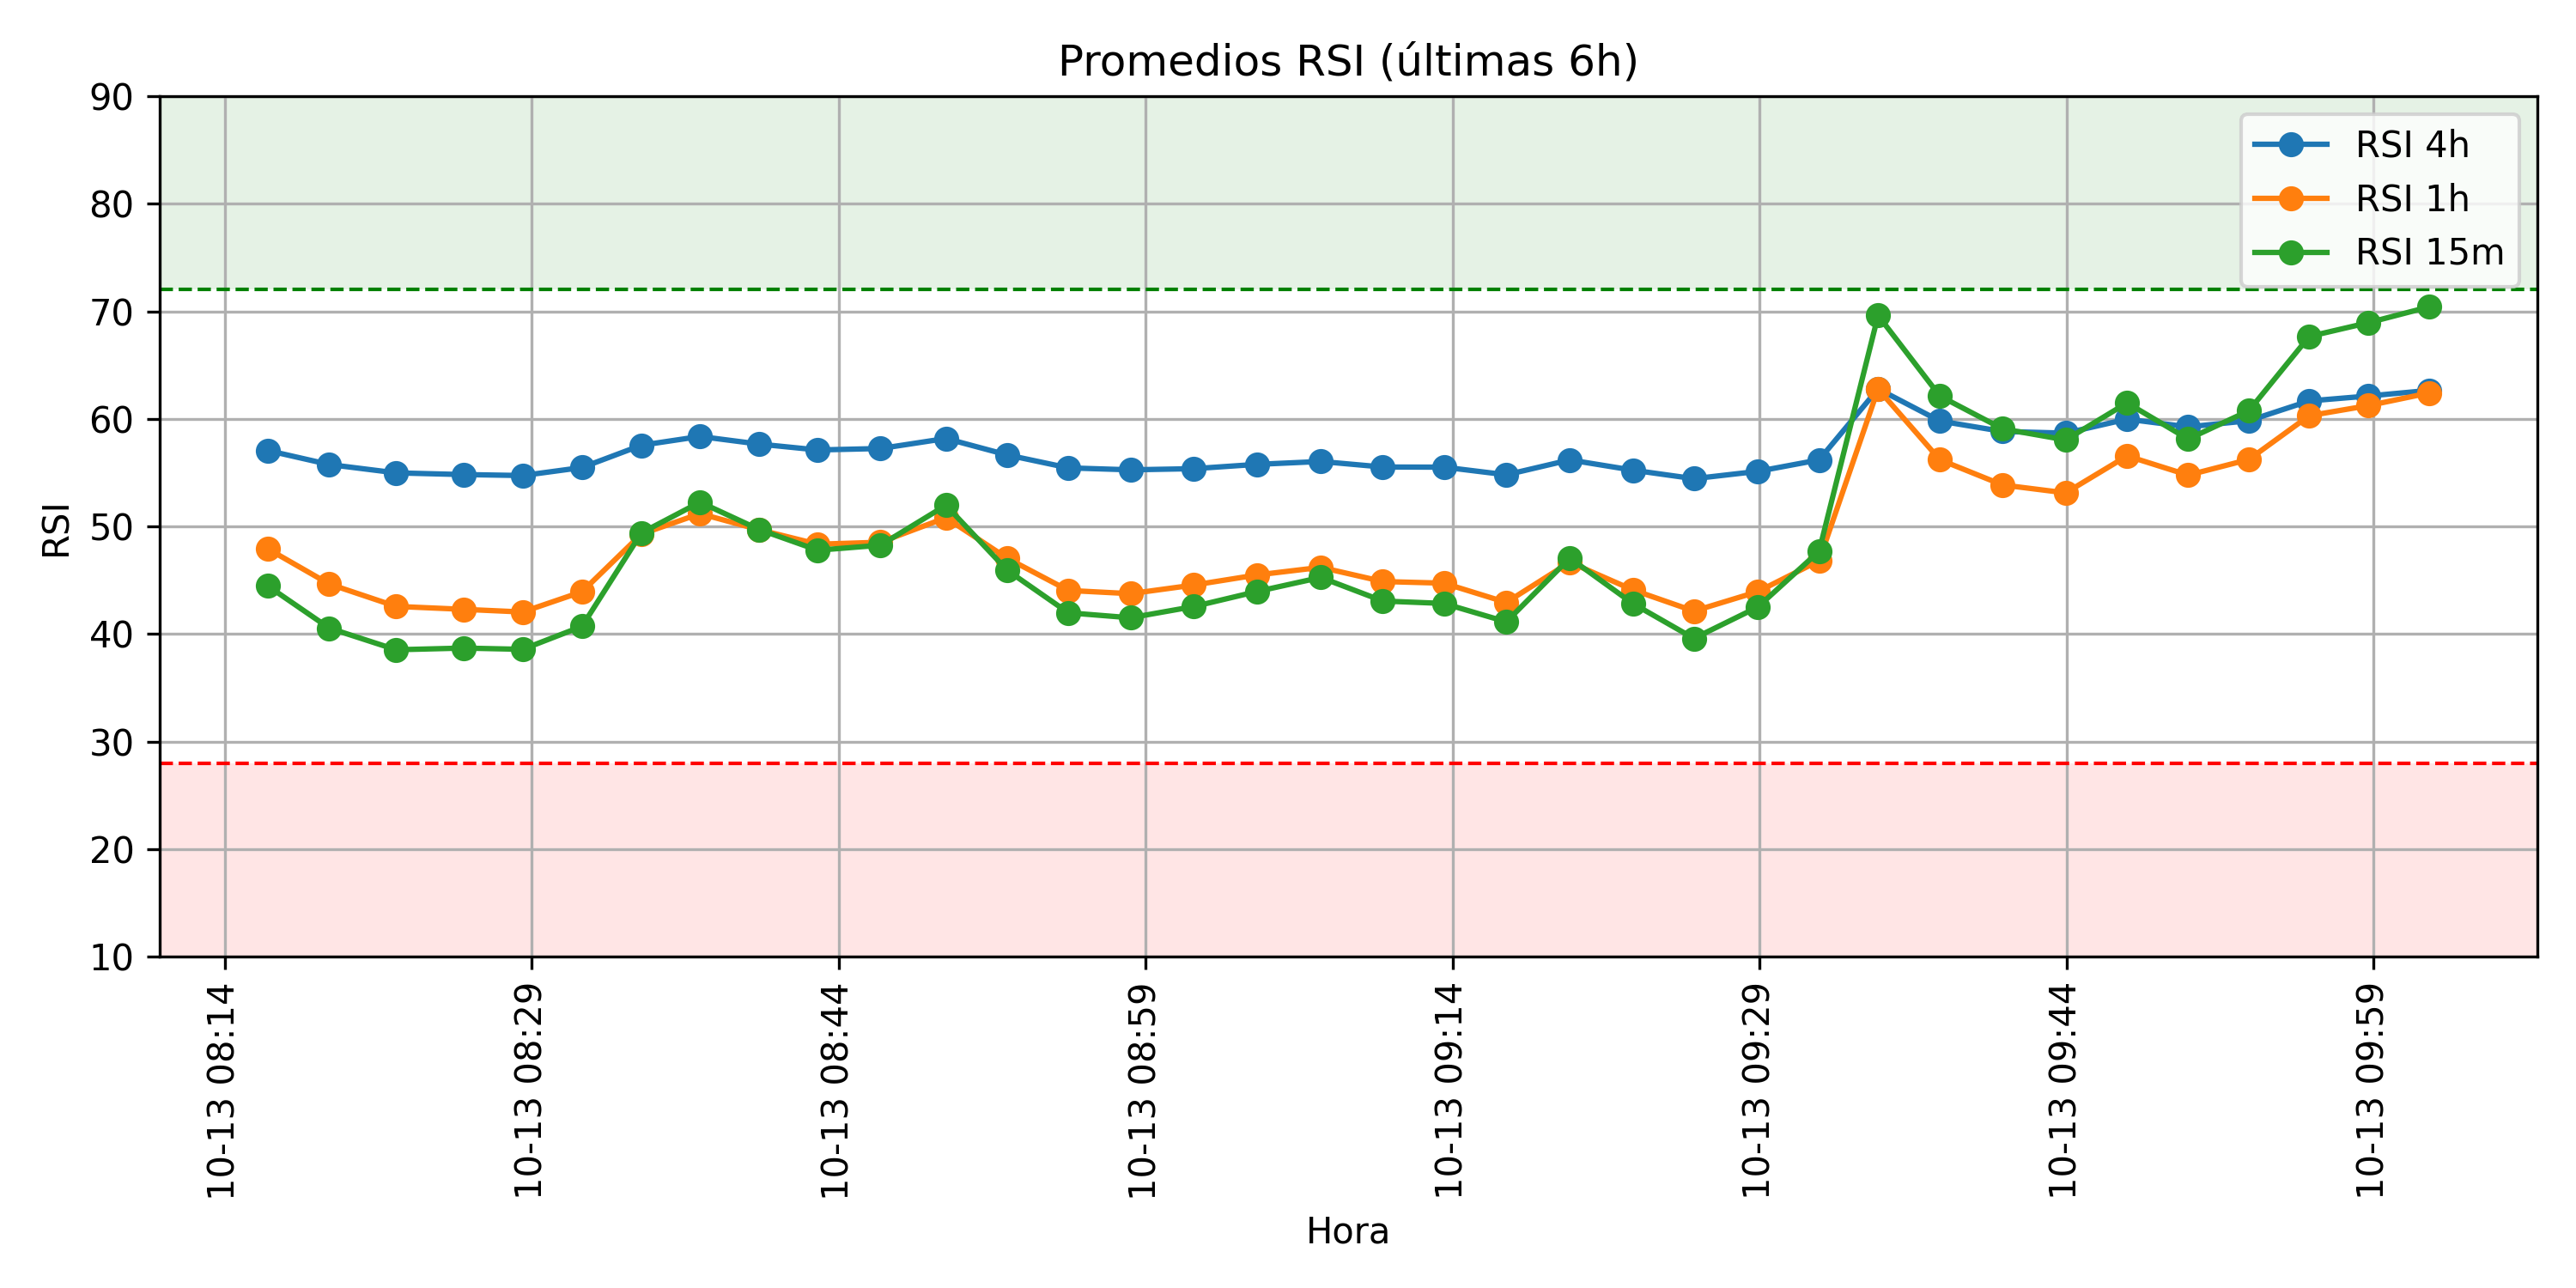 Promedios RSI (últimas 6h)
90
80
70
60
50
40
30
20
10
RSI
RSI 4h
RSI 1h
RSI 15m
10-13 08:14
10-13 08:29
10-13 08:44
10-13 08:59
10-13 09:14
10-13 09:29
10-13 09:44
10-13 09:59
Hora